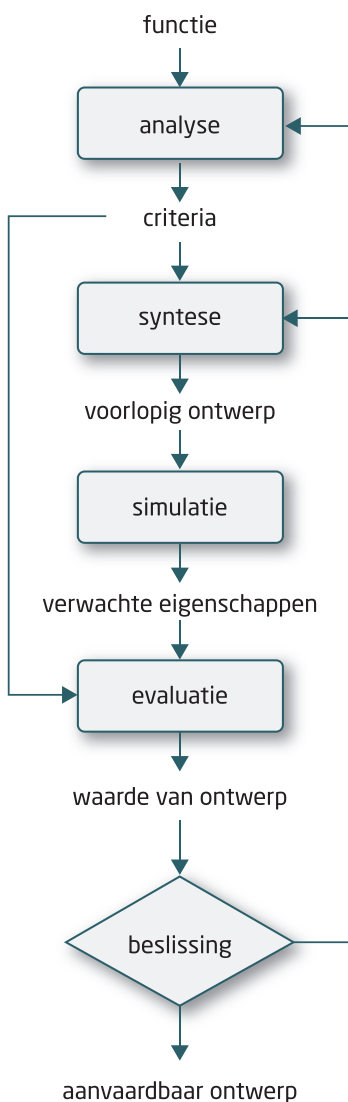 functie
analyse
criteria
syntese
voorlopig ontwerp
simulatie
verwachte eigenschappen
evaluatie
waarde van ontwerp
beslissing
aanvaardbaar ontwerp